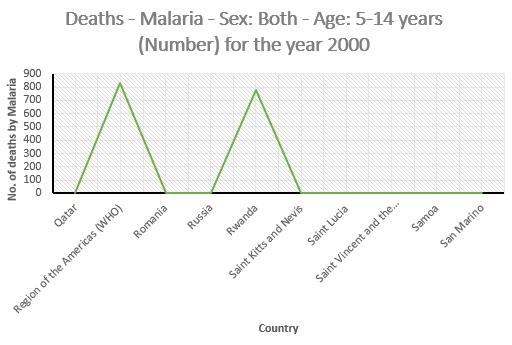 Deaths - Malaria - Sex: Both - Age: 5-14 years
(Number) for the year 2000
No. of deaths by Malaria
900
800
700
600
500
400
300
200
100
0
Qatar
Region of the Americas (WHO)
Romania
Russia
Rwanda
Saint Kitts and Nevis
Saint Lucia
Saint Vincent and the...
Samoa
San Marino
Country